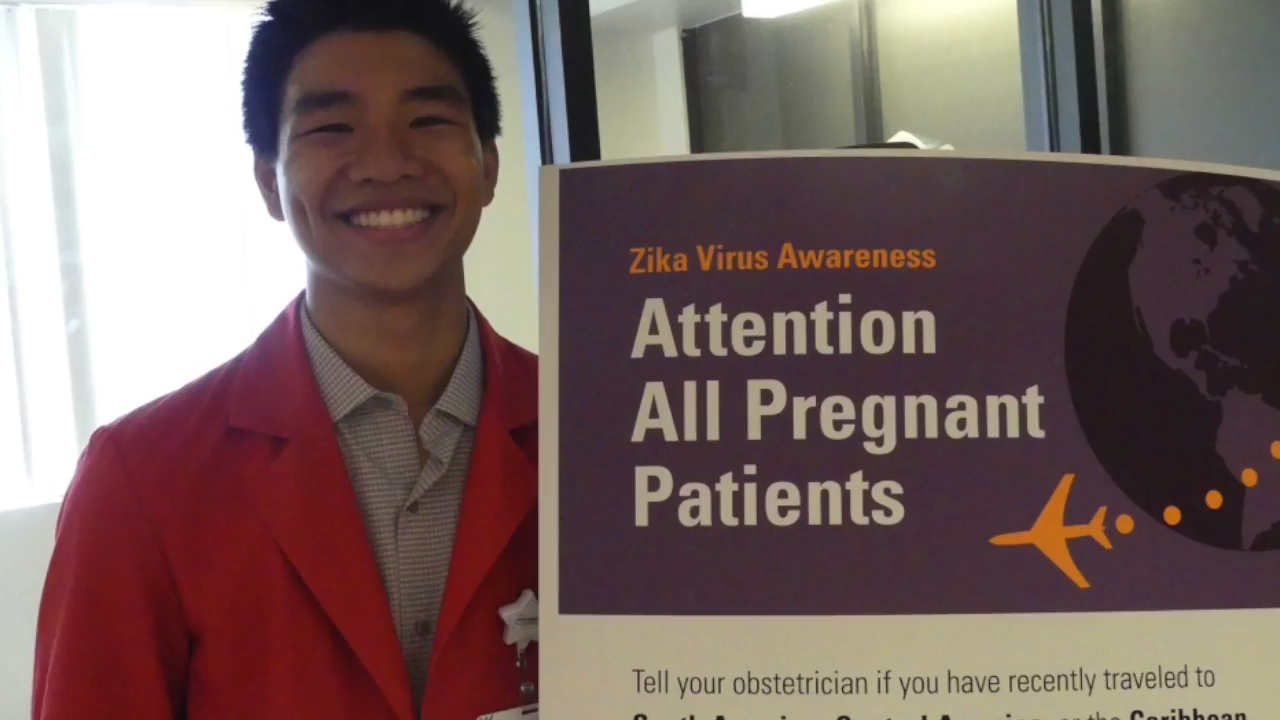 Zika Virus Awareness
Attention
All Pregnant
Patients
Tell your obstetrician if you have recently traveled to
South America, Central America, or the Caribbean